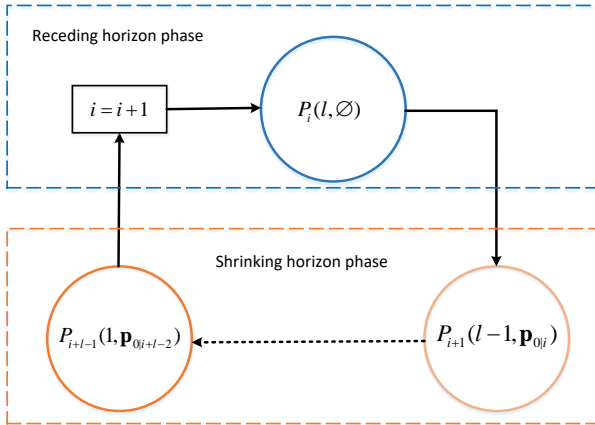 Receding horizon phase
i = i+1
P_i(l,∅)
Shrinking horizon phase
P_{i+l−1}(1, 𝐩_{0|i+l−2})
P_{i+1}(l−1, 𝐩_{0|i})